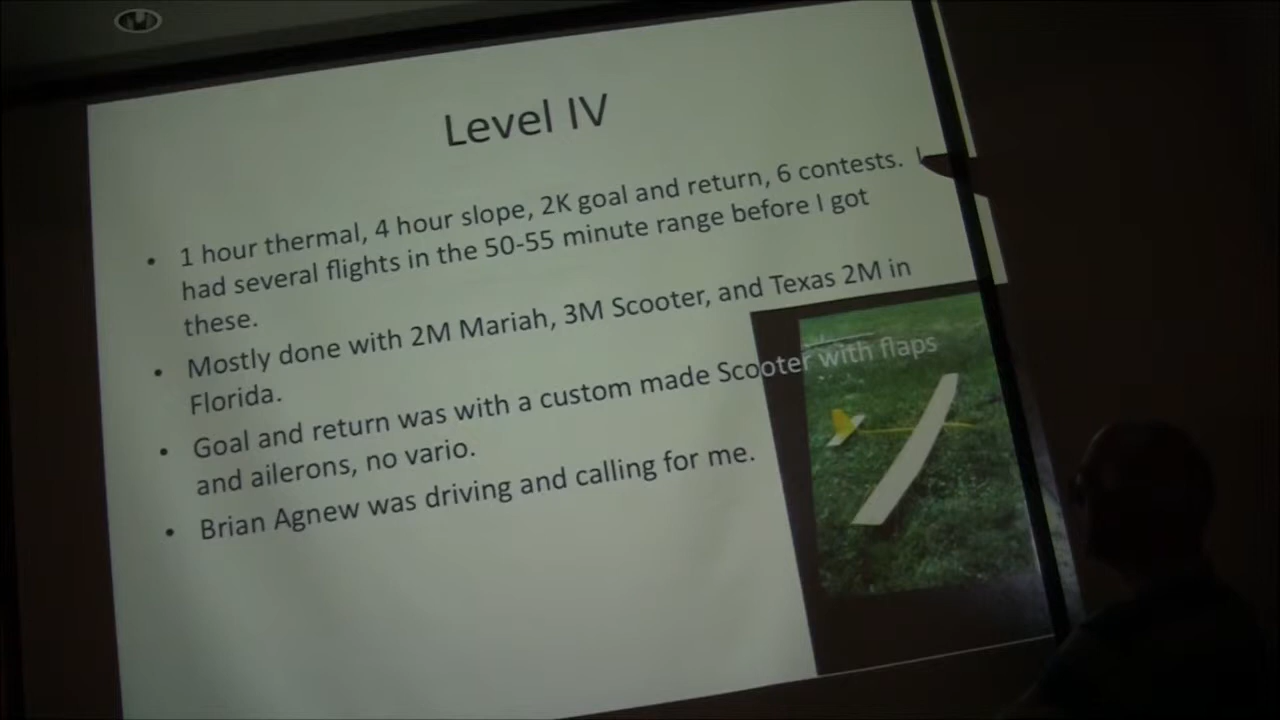 Level IV
• 1 hour thermal, 4 hour slope, 2K goal and return, 6 contests. I
had several flights in the 50-55 minute range before I got
these.
• Mostly done with 2M Mariah, 3M Scooter, and Texas 2M in
Florida.
• Goal and return was with a custom made Scooter with flaps
and ailerons, no vario.
• Brian Agnew was driving and calling for me.